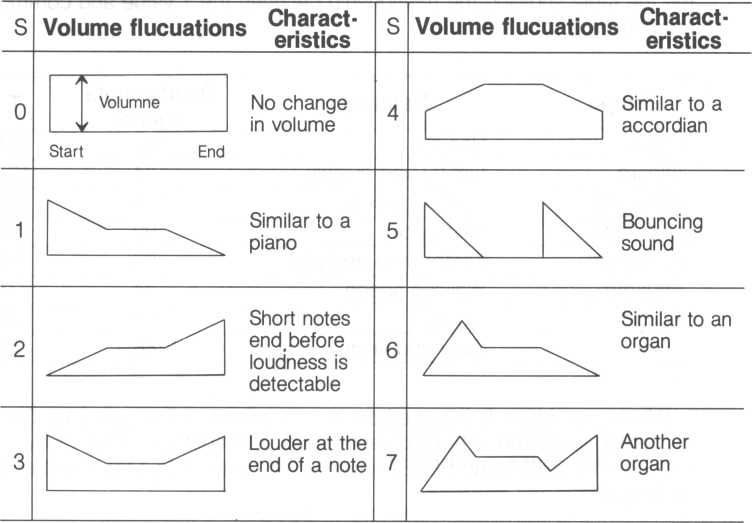 S Volume flucuations Charact-
eristics
0 Volumne
Start End
No change
in volume
1 Similar to a
piano
2 Short notes
end before
loudness is
detectable
3 Louder at the
end of a note
S Volume flucuations Charact-
eristics
4 Similar to a
accordian
5 Bouncing
sound
6 Similar to an
organ
7 Another
organ